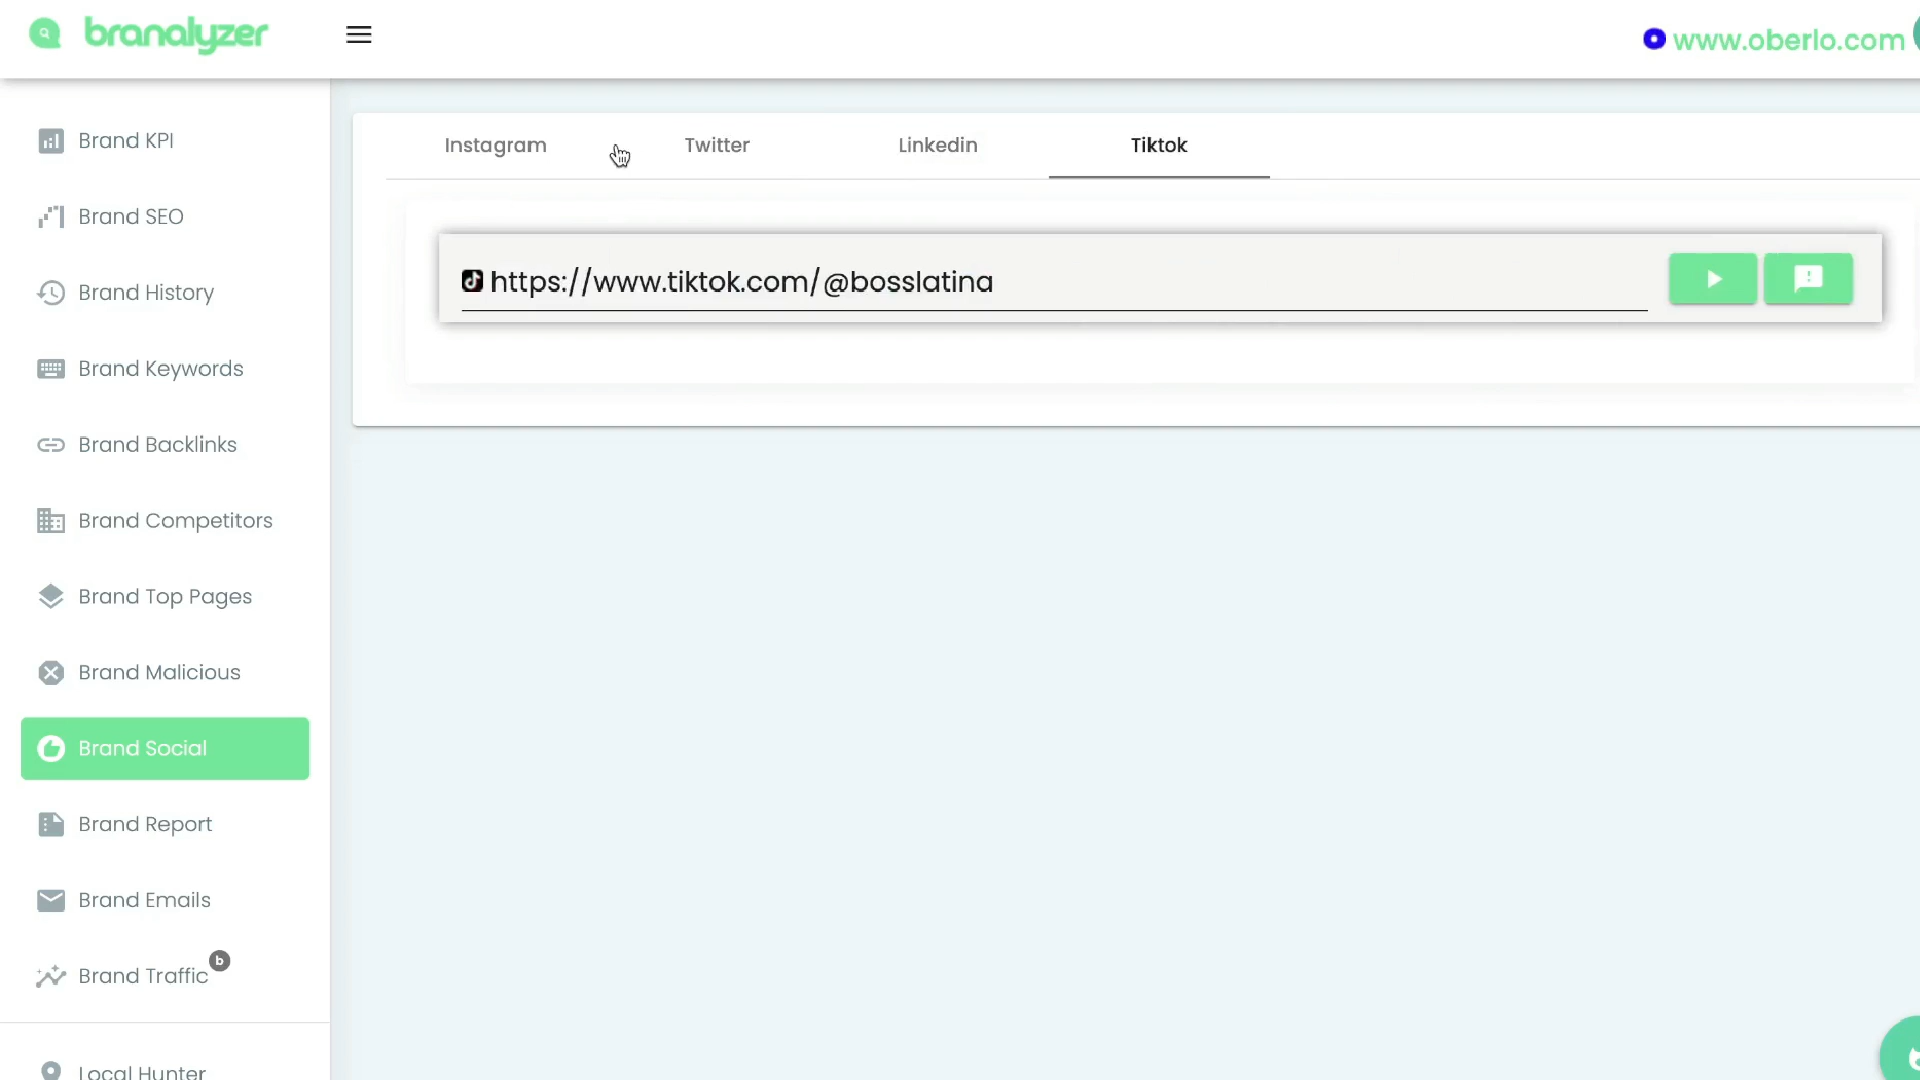 branalyzer
www.oberlo.com
Brand KPI
Brand SEO
Brand History
Brand Keywords
Brand Backlinks
Brand Competitors
Brand Top Pages
Brand Malicious
Brand Social
Brand Report
Brand Emails
Brand Traffic b
Local Hunter
Instagram Twitter Linkedin Tiktok
https://www.tiktok.com/@bosslatina